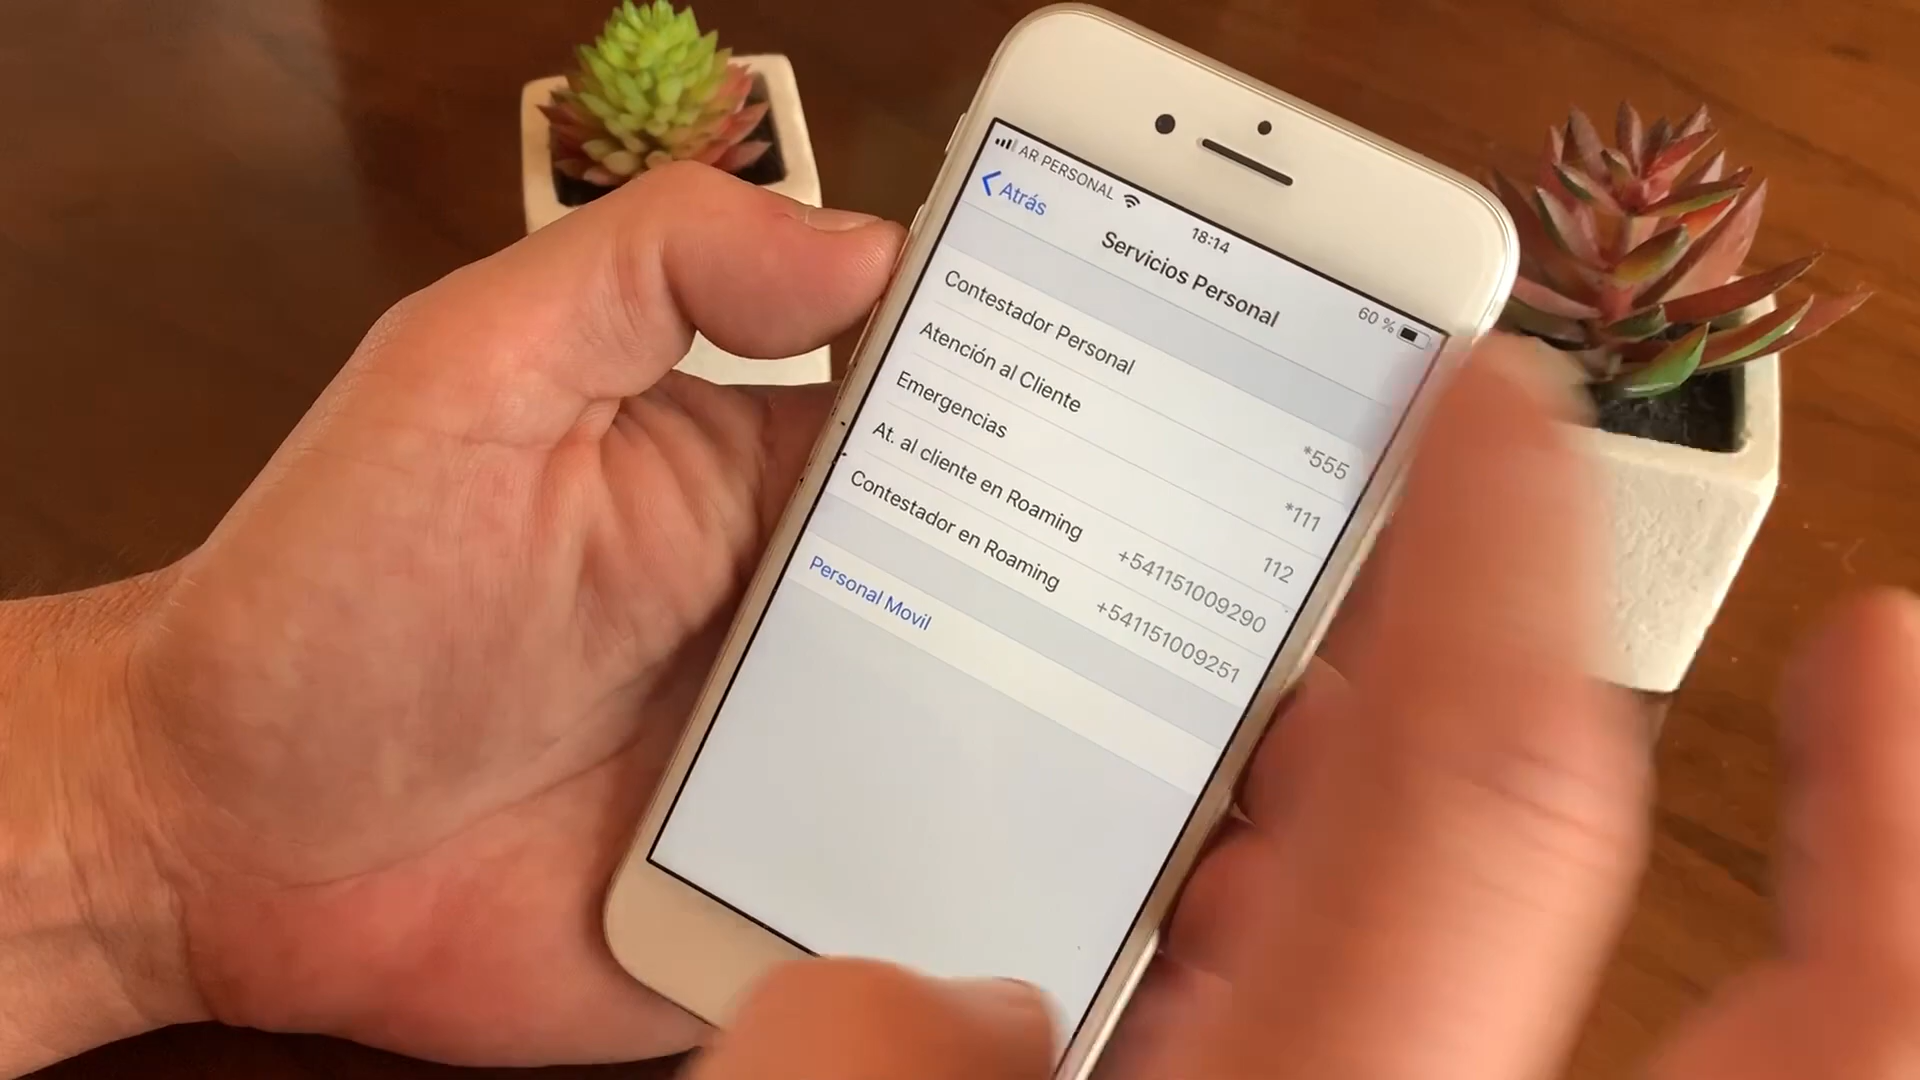 AR PERSONAL 18:14 60 %
Atrás
Servicios Personal
Contestador Personal *555
Atención al Cliente *111
Emergencias 112
At. al cliente en Roaming +541151009290
Contestador en Roaming +541151009251
Personal Movil